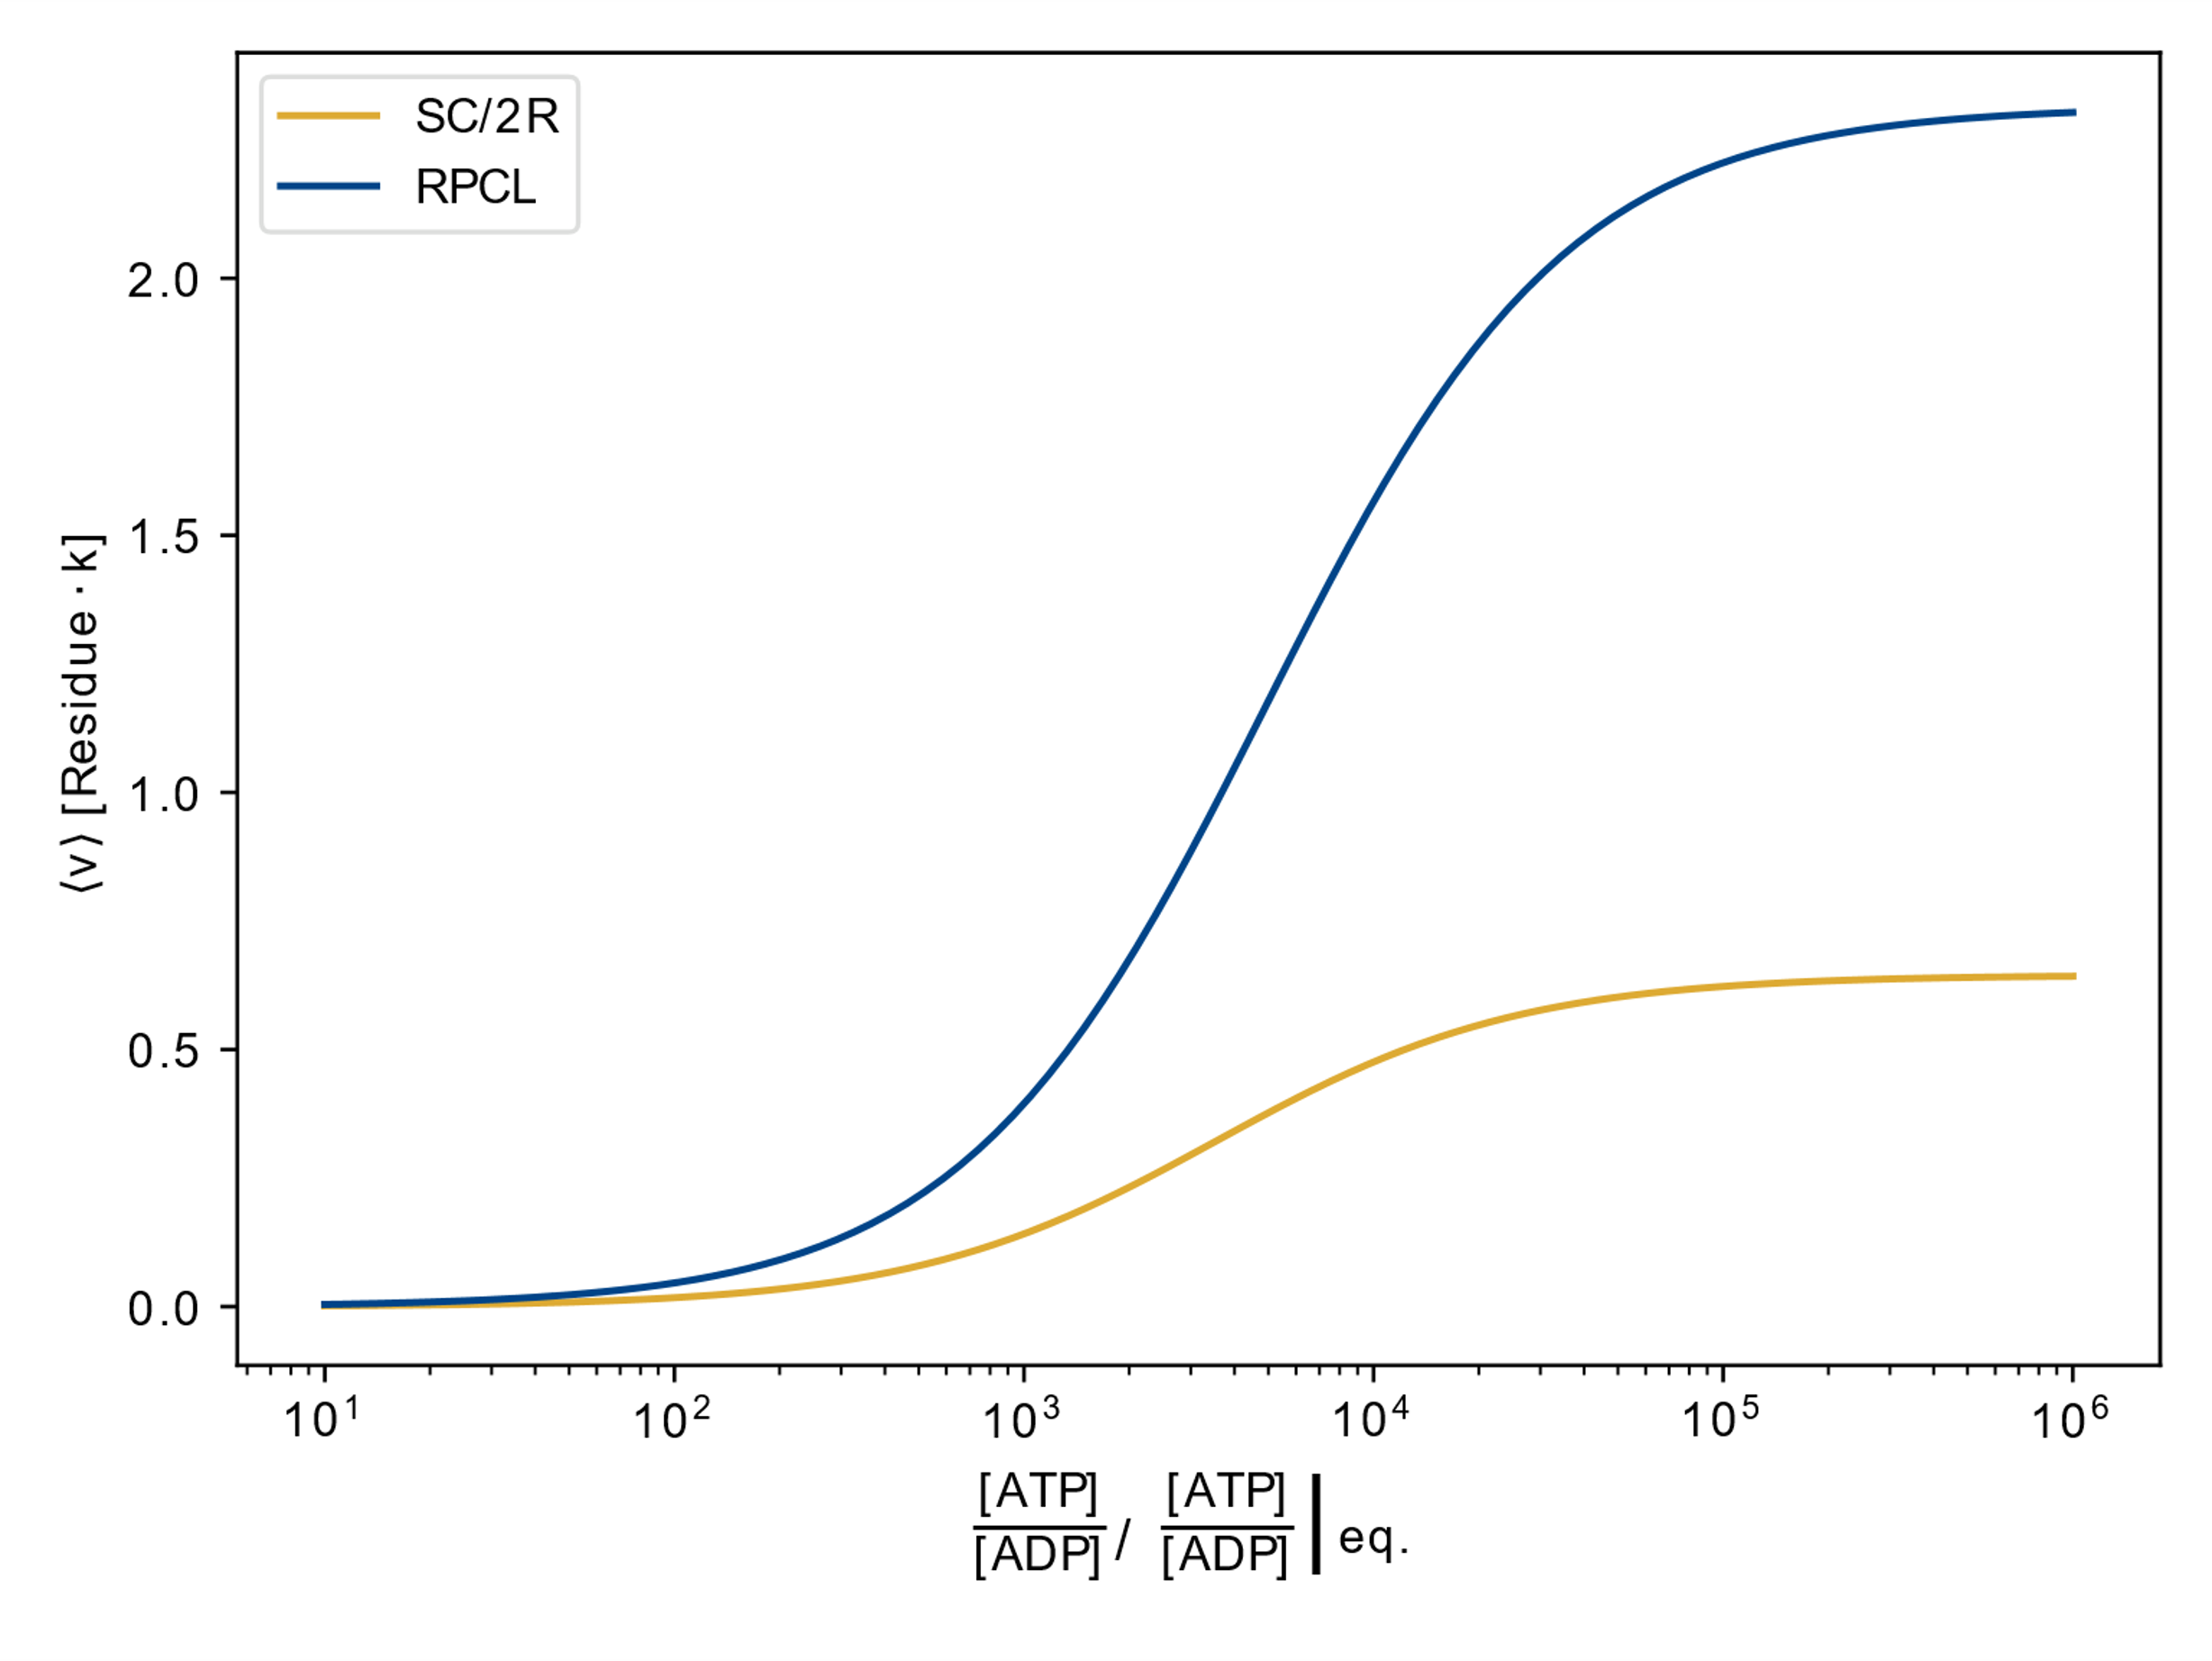 SC/2R
RPCL
2.0
1.5
1.0
0.5
0.0
⟨v⟩ [Residue · k]
10¹ 10² 10³ 10⁴ 10⁵ 10⁶
[ATP] [ATP]
/ eq.
[ADP] [ADP]